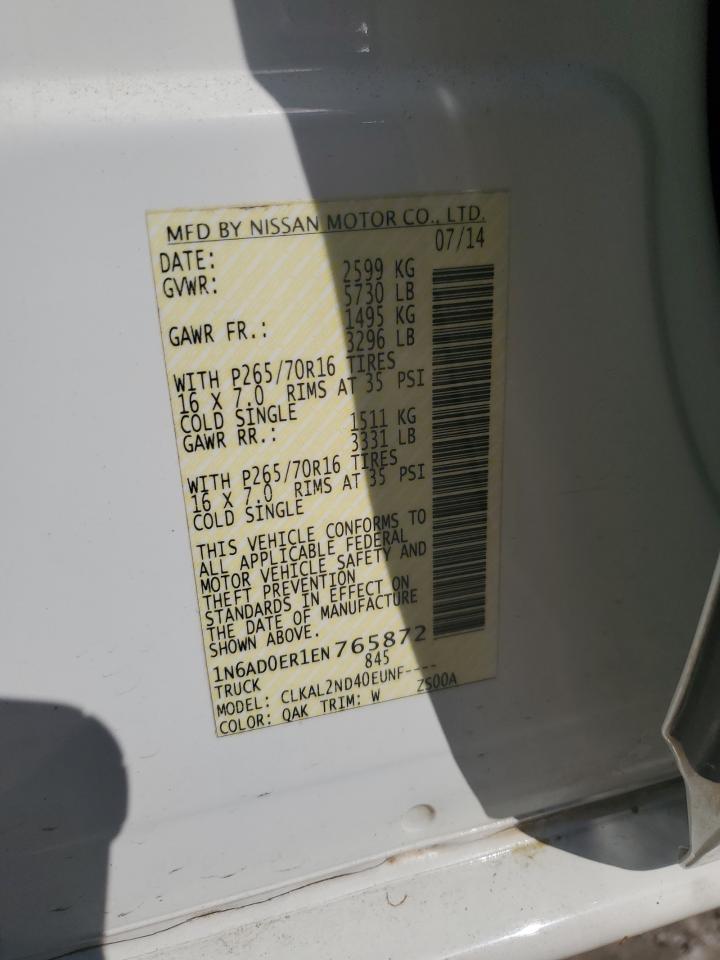 MFD BY NISSAN MOTOR CO., LTD.
DATE: 07/14
GVWR: 2599 KG
5730 LB
GAWR FR.: 1495 KG
3296 LB
WITH P265/70R16 TIRES
16 X 7.0 RIMS AT 35 PSI
COLD SINGLE
GAWR RR.: 1511 KG
3331 LB
WITH P265/70R16 TIRES
16 X 7.0 RIMS AT 35 PSI
COLD SINGLE
THIS VEHICLE CONFORMS TO
ALL APPLICABLE FEDERAL
MOTOR VEHICLE SAFETY AND
THEFT PREVENTION
STANDARDS IN EFFECT ON
THE DATE OF MANUFACTURE
SHOWN ABOVE.
1N6AD0ER1EN765872
TRUCK 845
MODEL: CLKAL2ND40EUNF----
COLOR: QAK TRIM: W ZS00A